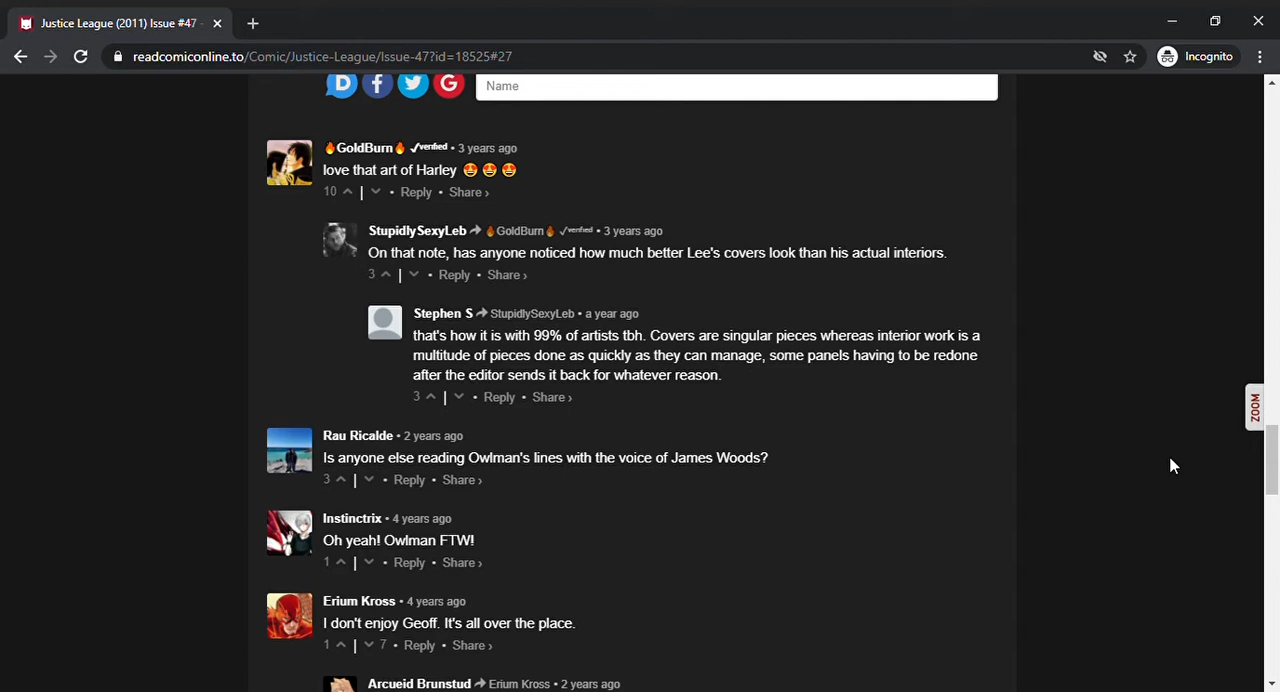 Justice League (2011) Issue #47 -
readcomiconline.to/Comic/Justice-League/Issue-47?id=18525#27
Incognito
D f G
Name
🔥GoldBurn🔥 ✓verified • 3 years ago
love that art of Harley 🤩 🤩 🤩
10 | • Reply • Share ›
StupidlySexyLeb → 🔥GoldBurn🔥 ✓verified • 3 years ago
On that note, has anyone noticed how much better Lee's covers look than his actual interiors.
3 | • Reply • Share ›
Stephen S → StupidlySexyLeb • a year ago
that's how it is with 99% of artists tbh. Covers are singular pieces whereas interior work is a
multitude of pieces done as quickly as they can manage, some panels having to be redone
after the editor sends it back for whatever reason.
3 | • Reply • Share ›
ZOOM
Rau Ricalde • 2 years ago
Is anyone else reading Owlman's lines with the voice of James Woods?
3 | • Reply • Share ›
Instinctrix • 4 years ago
Oh yeah! Owlman FTW!
1 | • Reply • Share ›
Erium Kross • 4 years ago
I don't enjoy Geoff. It's all over the place.
1 | 7 • Reply • Share ›
Arcueid Brunstud → Erium Kross • 2 years ago